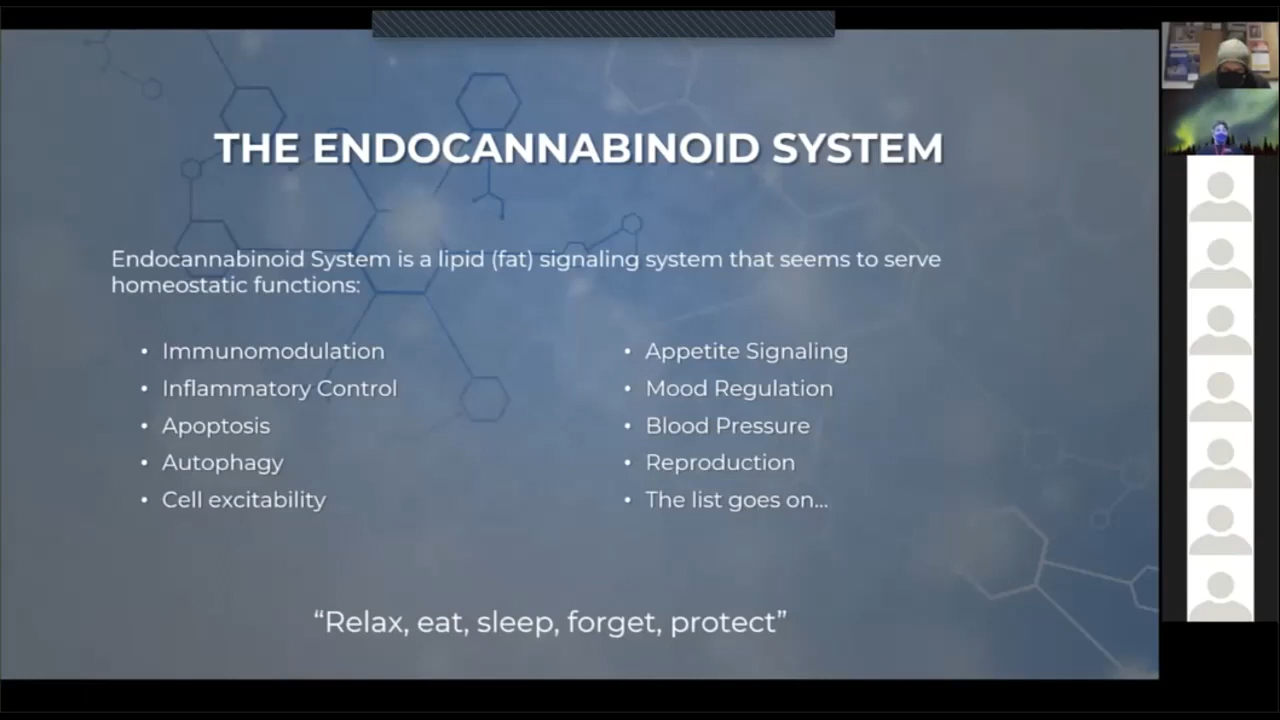 THE ENDOCANNABINOID SYSTEM
Endocannabinoid System is a lipid (fat) signaling system that seems to serve
homeostatic functions:
• Immunomodulation
• Inflammatory Control
• Apoptosis
• Autophagy
• Cell excitability
• Appetite Signaling
• Mood Regulation
• Blood Pressure
• Reproduction
• The list goes on...
“Relax, eat, sleep, forget, protect”